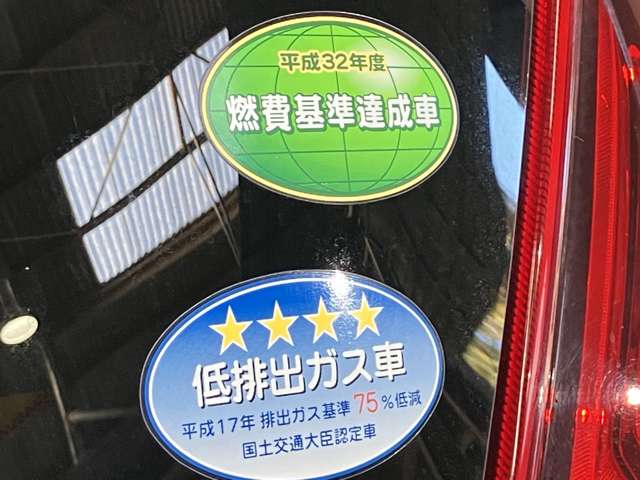 平成32年度
燃費基準達成車
低排出ガス車
平成17年 排出ガス基準 75%低減
国土交通大臣認定車